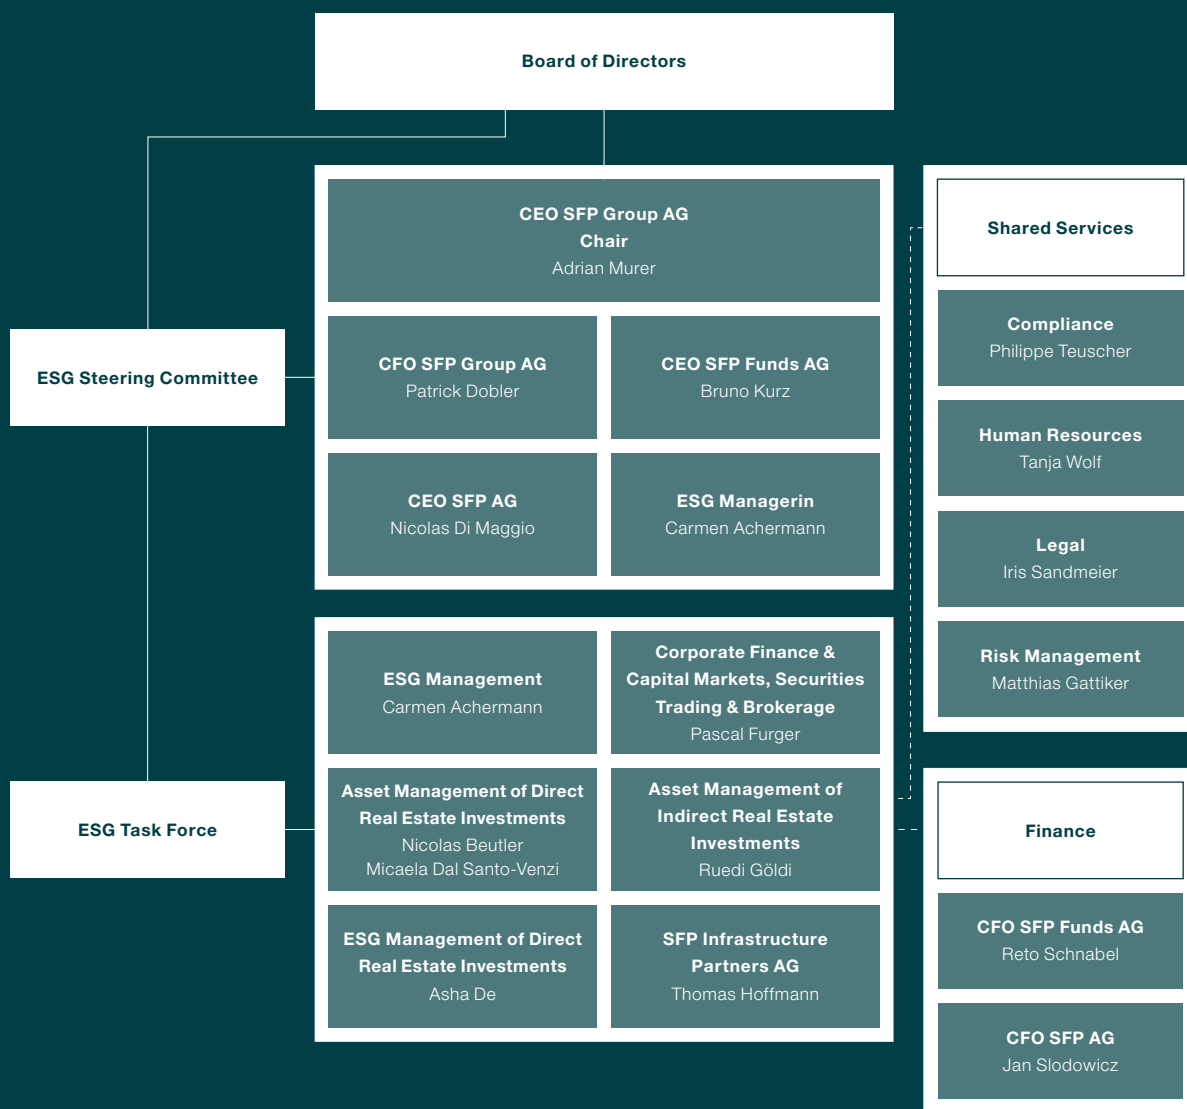 Board of Directors
CEO SFP Group AG
Chair
Adrian Murer
ESG Steering Committee
CFO SFP Group AG
Patrick Dobler
CEO SFP Funds AG
Bruno Kurz
CEO SFP AG
Nicolas Di Maggio
ESG Managerin
Carmen Achermann
Shared Services
Compliance
Philippe Teuscher
Human Resources
Tanja Wolf
Legal
Iris Sandmeier
Risk Management
Matthias Gattiker
ESG Task Force
ESG Management
Carmen Achermann
Corporate Finance &
Capital Markets, Securities
Trading & Brokerage
Pascal Furger
Asset Management of Direct
Real Estate Investments
Nicolas Beutler
Micaela Dal Santo-Venzi
Asset Management of
Indirect Real Estate
Investments
Ruedi Göldi
ESG Management of Direct
Real Estate Investments
Asha De
SFP Infrastructure
Partners AG
Thomas Hoffmann
Finance
CFO SFP Funds AG
Reto Schnabel
CFO SFP AG
Jan Slodowicz